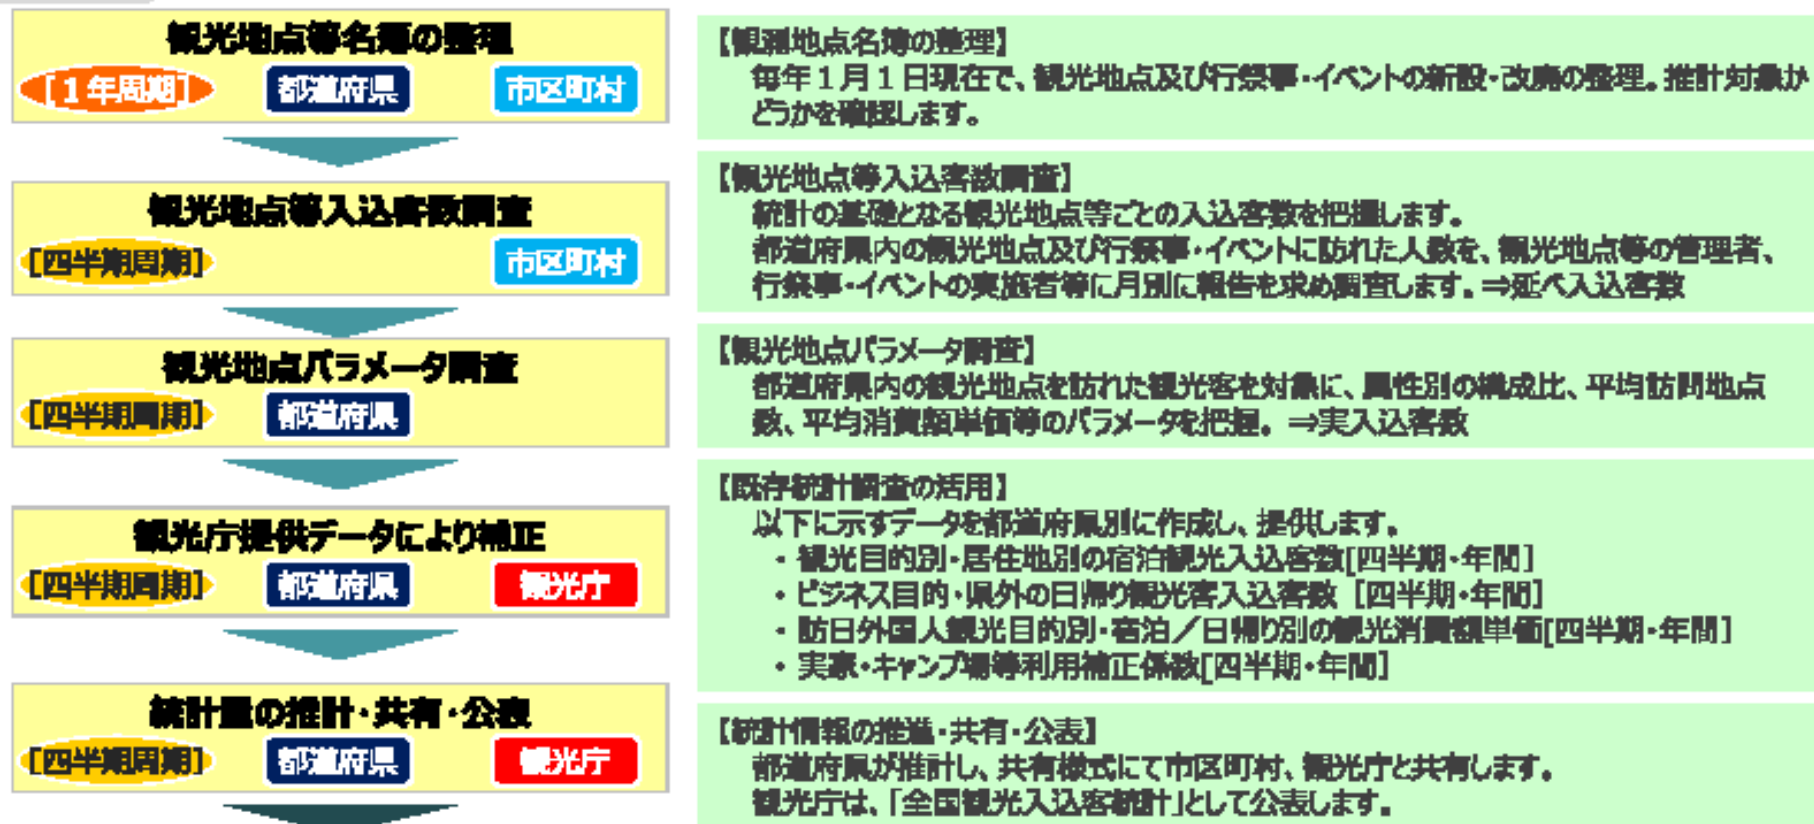 観光地点等名簿の整理
[1年周期]
都道府県
市区町村
【観測地点名簿の整理】
毎年1月1日現在で、観光地点及び行祭事・イベントの新設・改廃の整理。推計対象か
どうかを確認します。
観光地点等入込客数調査
[四半期周期]
市区町村
【観光地点等入込客数調査】
統計の基礎となる観光地点等ごとの入込客数を把握します。
都道府県内の観光地点及び行祭事・イベントに訪れた人数を、観光地点等の管理者、
行祭事・イベントの実施者等に月別に報告を求め調査します。⇒延べ入込客数
観光地点パラメータ調査
[四半期周期]
都道府県
【観光地点パラメータ調査】
都道府県内の観光地点を訪れた観光客を対象に、属性別の構成比、平均訪問地点
数、平均消費額単価等のパラメータを把握。⇒実入込客数
観光庁提供データにより補正
[四半期周期]
都道府県
観光庁
【既存統計調査の活用】
以下に示すデータを都道府県別に作成し、提供します。
・観光目的別・居住地別の宿泊観光入込客数[四半期・年間]
・ビジネス目的・県外の日帰り観光客入込客数 [四半期・年間]
・訪日外国人観光目的別・宿泊/日帰り別の観光消費額単価[四半期・年間]
・実家・キャンプ場等利用補正係数[四半期・年間]
統計量の推計・共有・公表
[四半期周期]
都道府県
観光庁
【統計情報の推進・共有・公表】
都道府県が推計し、共有様式にて市区町村、観光庁と共有します。
観光庁は、「全国観光入込客統計」として公表します。